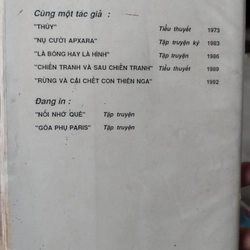 Cùng một tác giả :
"THÙY" Tiểu thuyết 1973
"NỤ CƯỜI APXARA" Tập truyện ký 1983
"LÀ BÓNG HAY LÀ HÌNH" Tập truyện 1986
"CHIẾN TRANH VÀ SAU CHIẾN TRANH" Tiểu thuyết 1989
"RỪNG VÀ CÁI CHẾT CON THIÊN NGA" 1992
Đang in :
"NỖI NHỚ QUÊ" Tập truyện
"GÓA PHỤ PARIS" Tập truyện